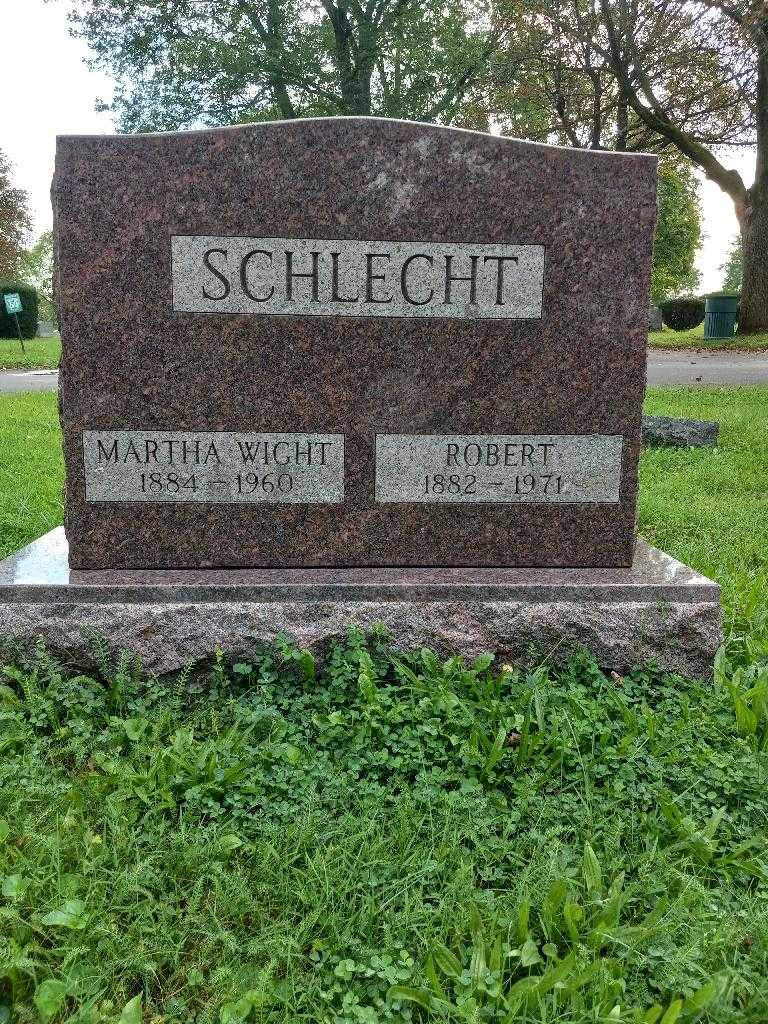 SCHLECHT
MARTHA WIGHT
1884 – 1960
ROBERT
1882 – 1971